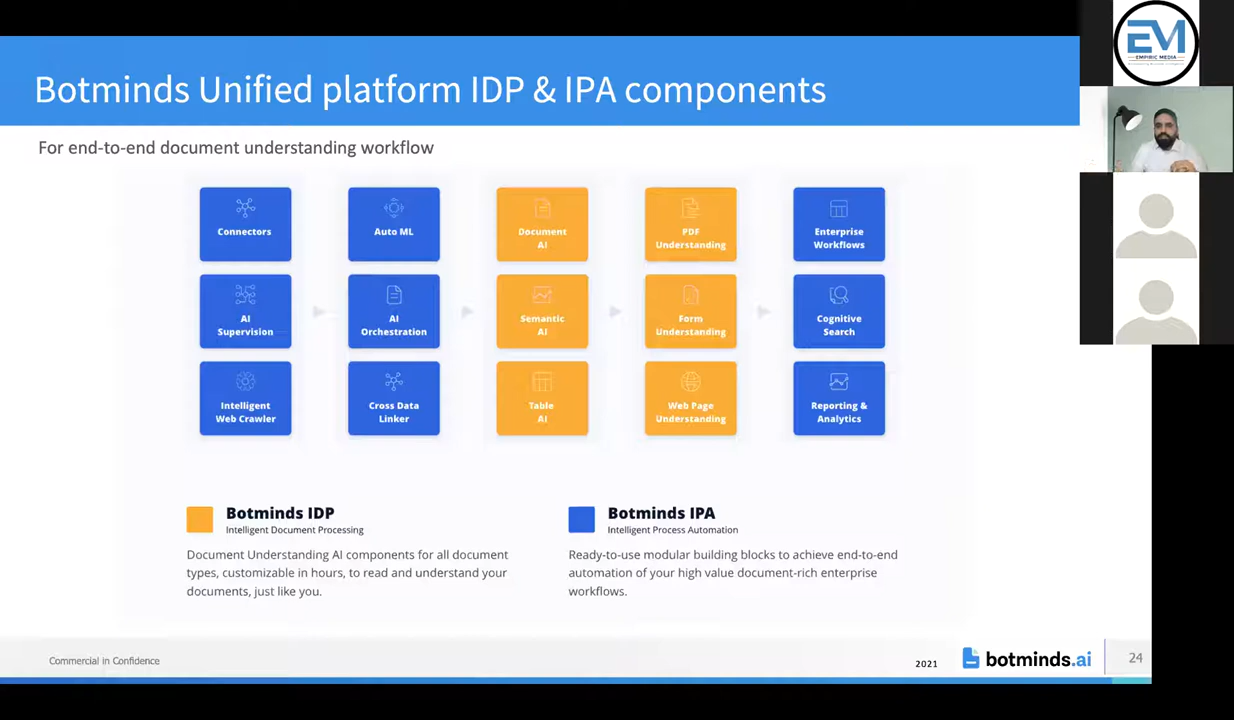 Botminds Unified platform IDP & IPA components
For end-to-end document understanding workflow
Connectors
Auto ML
Document
AI
PDF
Understanding
Enterprise
Workflows
AI
Supervision
AI
Orchestration
Semantic
AI
Form
Understanding
Cognitive
Search
Intelligent
Web Crawler
Cross Data
Linker
Table
AI
Web Page
Understanding
Reporting &
Analytics
Botminds IDP
Intelligent Document Processing
Document Understanding AI components for all document
types, customizable in hours, to read and understand your
documents, just like you.
Botminds IPA
Intelligent Process Automation
Ready-to-use modular building blocks to achieve end-to-end
automation of your high value document-rich enterprise
workflows.
Commercial in Confidence
2021
botminds.ai
24
EM
EMPIRIC MEDIA